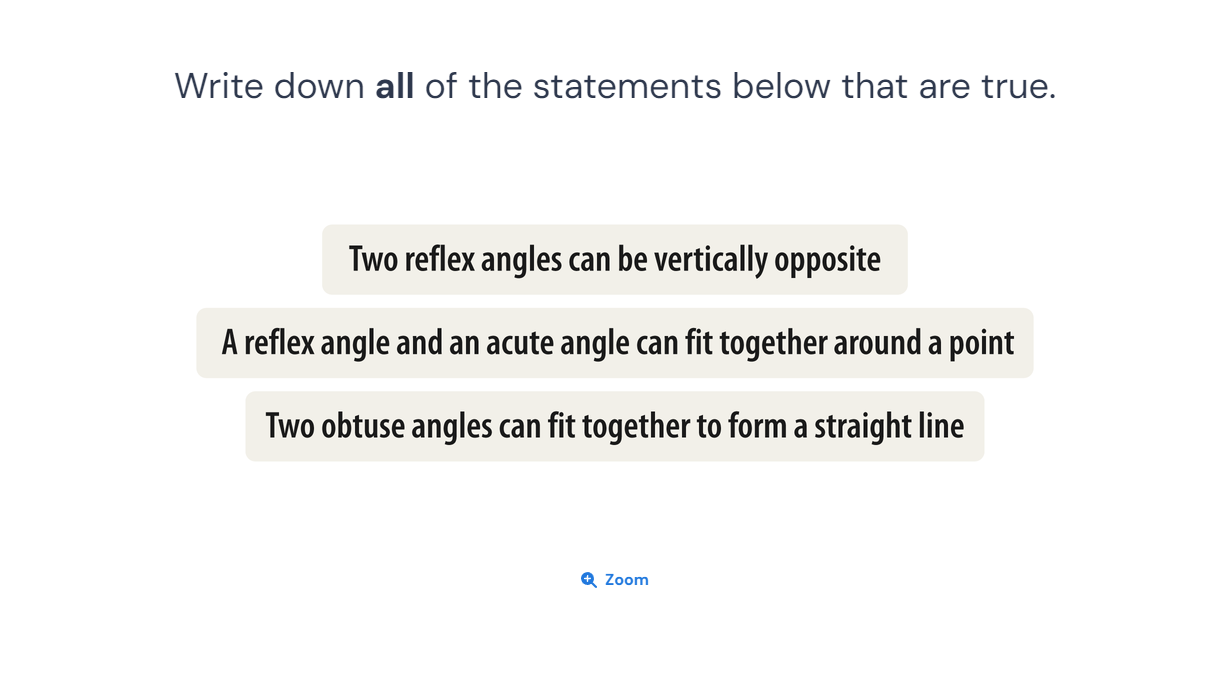 Write down all of the statements below that are true.
Two reflex angles can be vertically opposite
A reflex angle and an acute angle can fit together around a point
Two obtuse angles can fit together to form a straight line
Zoom